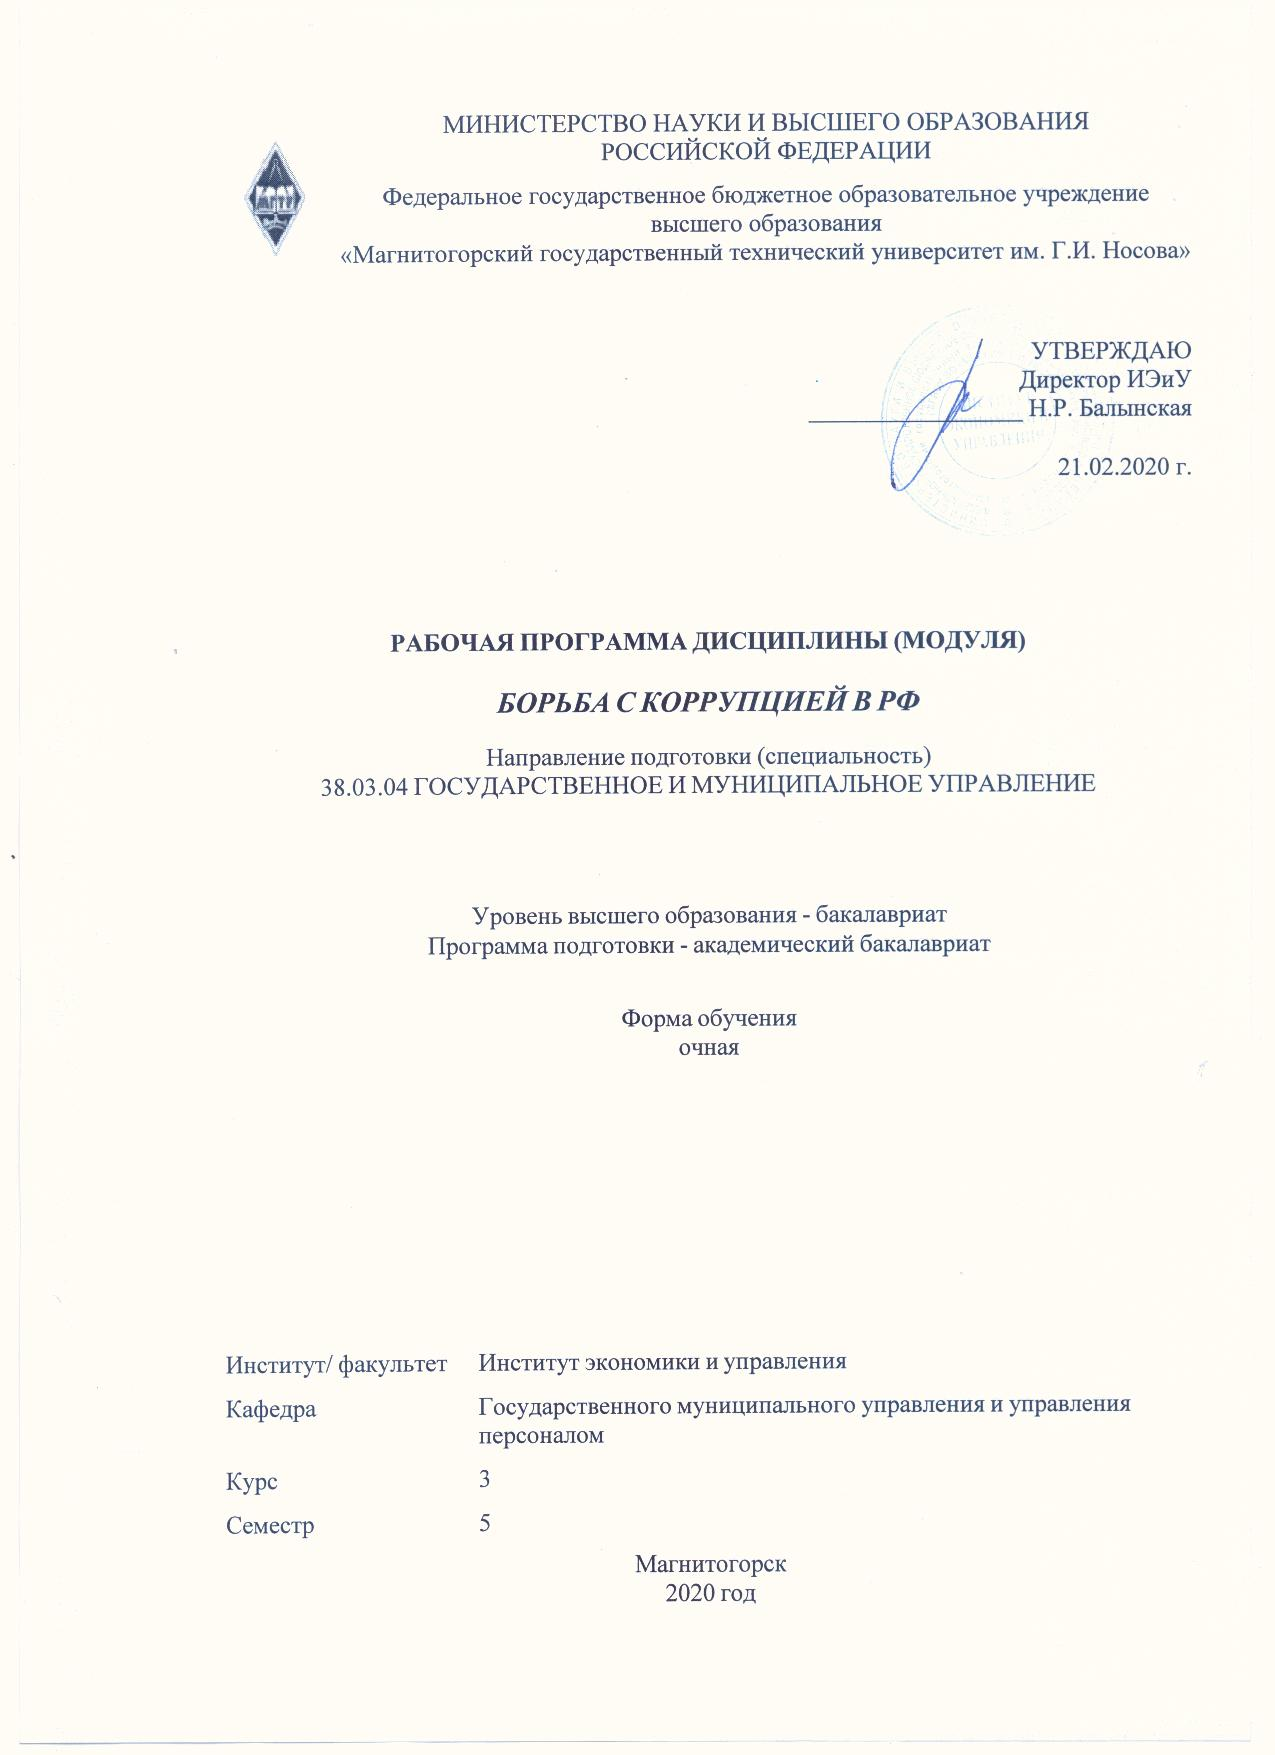 МИНИСТЕРСТВО НАУКИ И ВЫСШЕГО ОБРАЗОВАНИЯ
РОССИЙСКОЙ ФЕДЕРАЦИИ
Федеральное государственное бюджетное образовательное учреждение
высшего образования
«Магнитогорский государственный технический университет им. Г.И. Носова»
УТВЕРЖДАЮ
Директор ИЭиУ
Н.Р. Балынская
УПРАВЛЕНИЯ
21.02.2020 г.
РАБОЧАЯ ПРОГРАММА ДИСЦИПЛИНЫ (МОДУЛЯ)
БОРЬБА С КОРРУПЦИЕЙ В РФ
Направление подготовки (специальность)
38.03.04 ГОСУДАРСТВЕННОЕ И МУНИЦИПАЛЬНОЕ УПРАВЛЕНИЕ
Уровень высшего образования - бакалавриат
Программа подготовки - академический бакалавриат
Форма обучения
очная
Институт/ факультет Институт экономики и управления
Кафедра Государственного муниципального управления и управления
персоналом
Курс 3
Семестр 5
Магнитогорск
2020 год